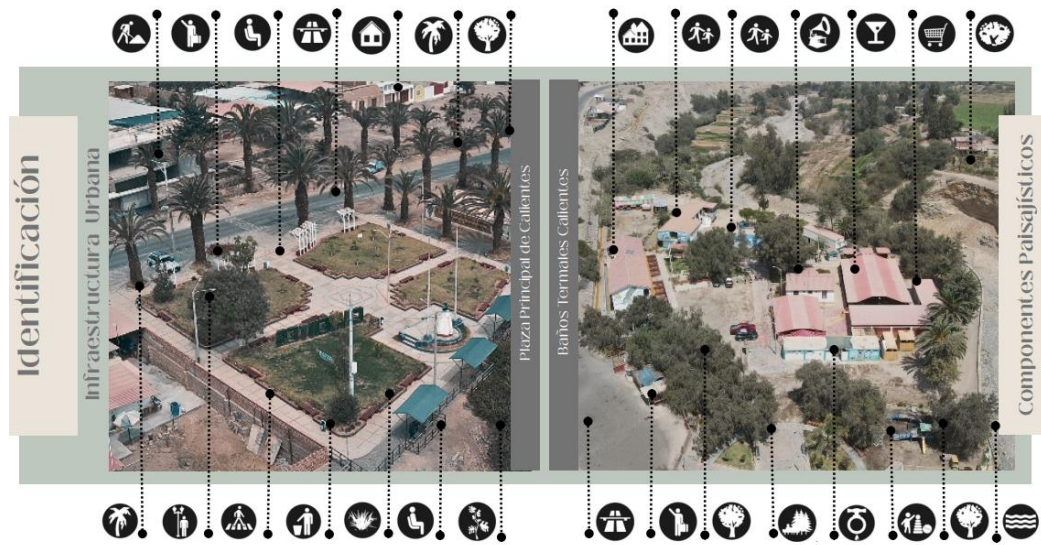 Identificación
Infraestructura Urbana
Plaza Principal de Calientes
Baños Termales Calientes
Componentes Paisajísticos